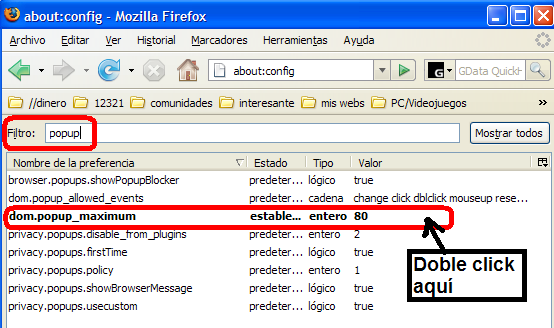 about:config - Mozilla Firefox
Archivo Editar Ver Historial Marcadores Herramientas Ayuda
about:config G GData QuickH
//dinero 12321 comunidades interesante mis webs PC/Videojuegos »
Filtro: popup Mostrar todos
Nombre de la preferencia Estado Tipo Valor
browser.popups.showPopupBlocker predeter... lógico true
dom.popup_allowed_events predeter... cadena change click dblclick mouseup rese...
dom.popup_maximum estable... entero 80
privacy.popups.disable_from_plugins predeter... entero 2
privacy.popups.firstTime predeter... lógico true
privacy.popups.policy predeter... entero 1
privacy.popups.showBrowserMessage predeter... lógico true
privacy.popups.usecustom predeter... lógico true
Doble click
aquí